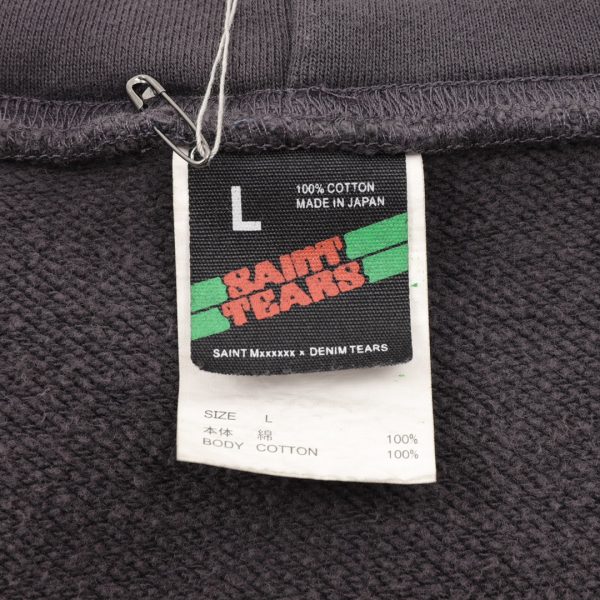 L
100% COTTON
MADE IN JAPAN
SAINT
TEARS
SAINT Mxxxxxx x DENIM TEARS
SIZE L
本体 綿 100%
BODY COTTON 100%